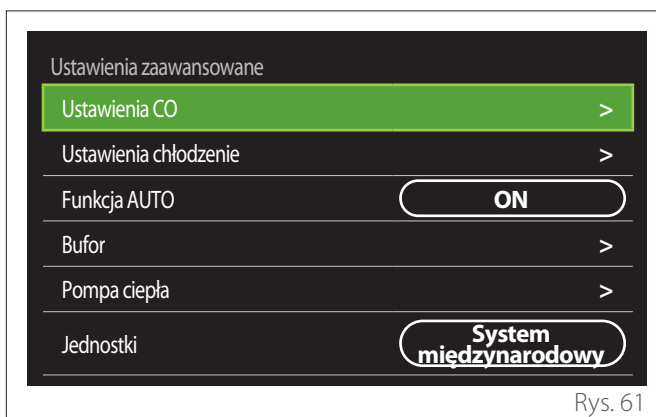 Ustawienia zaawansowane
Ustawienia CO >
Ustawienia chłodzenie >
Funkcja AUTO ON
Bufor >
Pompa ciepła >
Jednostki System
międzynarodowy
Rys. 61